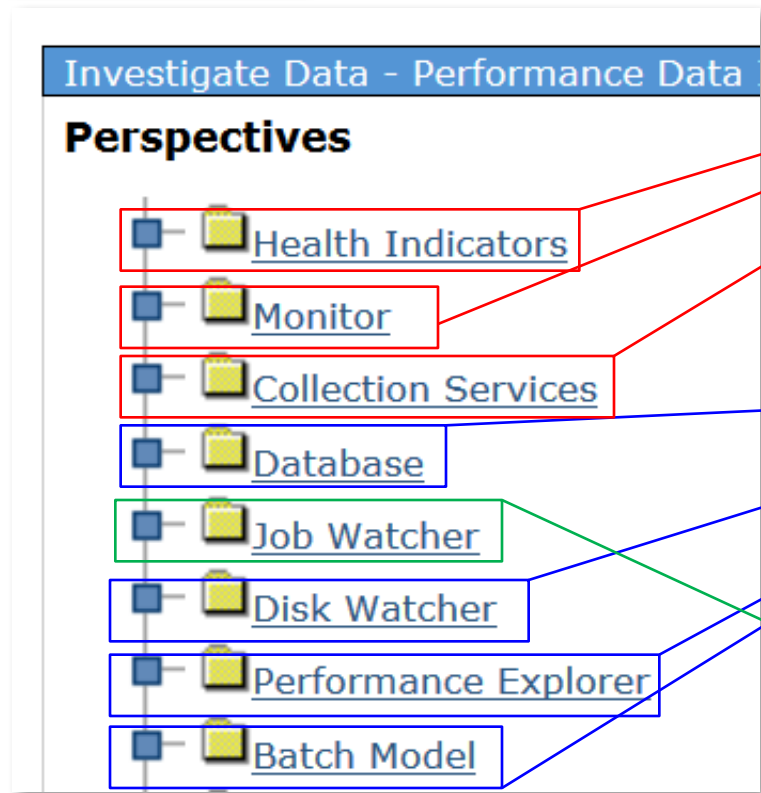 Investigate Data - Performance Data
Perspectives
Health Indicators
Monitor
Collection Services
Database
Job Watcher
Disk Watcher
Performance Explorer
Batch Model